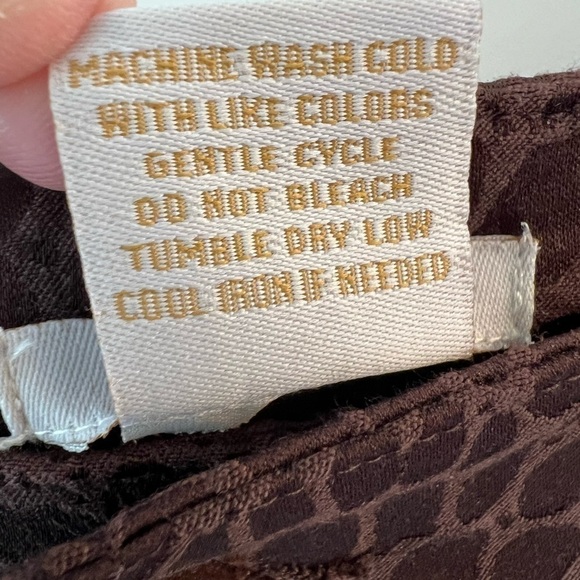 MACHINE WASH COLD
WITH LIKE COLORS
GENTLE CYCLE
DO NOT BLEACH
TUMBLE DRY LOW
COOL IRON IF NEEDED